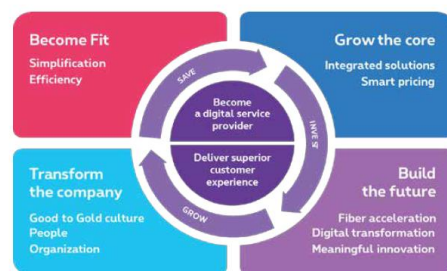 Become Fit
Simplification
Efficiency
Grow the core
Integrated solutions
Smart pricing
SAVE
INVEST
GROW
Become
a digital service
provider
Deliver superior
customer
experience
Transform
the company
Good to Gold culture
People
Organization
Build
the future
Fiber acceleration
Digital transformation
Meaningful innovation